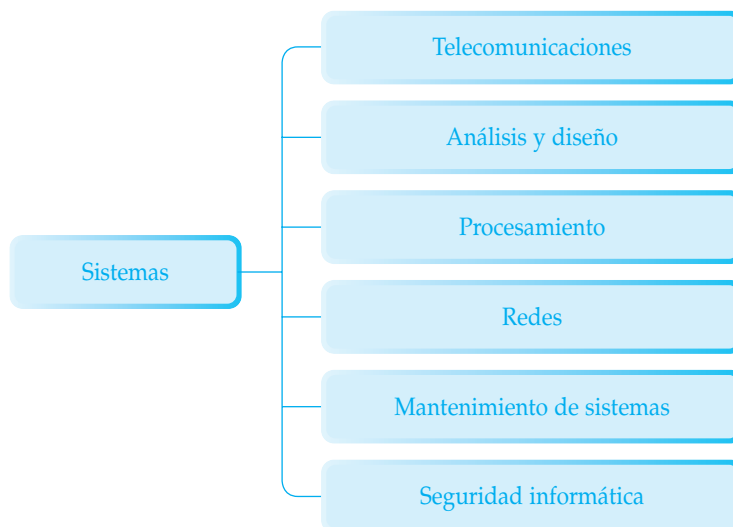 Telecomunicaciones
Análisis y diseño
Procesamiento
Sistemas
Redes
Mantenimiento de sistemas
Seguridad informática